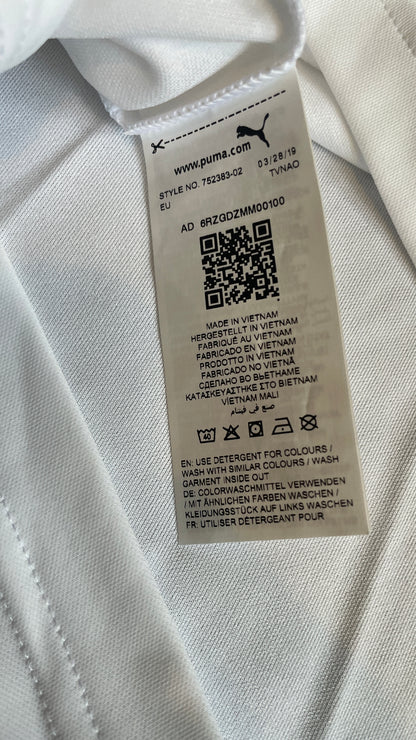 www.puma.com
STYLE NO. 752383-02 03/28/19
EU TVNAO
AD 6RZGDZMM00100
MADE IN VIETNAM
HERGESTELLT IN VIETNAM
FABRIQUÉ AU VIETNAM
FABRICADO EN VIETNAM
PRODOTTO IN VIETNAM
FABRICADO NO VIETNÃ
СДЕЛАНО ВО ВЬЕТНАМЕ
ΚΑΤΑΣΚΕΥΑΣΤΗΚΕ ΣΤΟ ΒΙΕΤΝΑΜ
VIETNAM MALI
صنع في فيتنام
40
EN: USE DETERGENT FOR COLOURS /
WASH WITH SIMILAR COLOURS / WASH
GARMENT INSIDE OUT
DE: COLORWASCHMITTEL VERWENDEN
/ MIT ÄHNLICHEN FARBEN WASCHEN /
KLEIDUNGSSTÜCK AUF LINKS WASCHEN
FR: UTILISER DÉTERGENT POUR